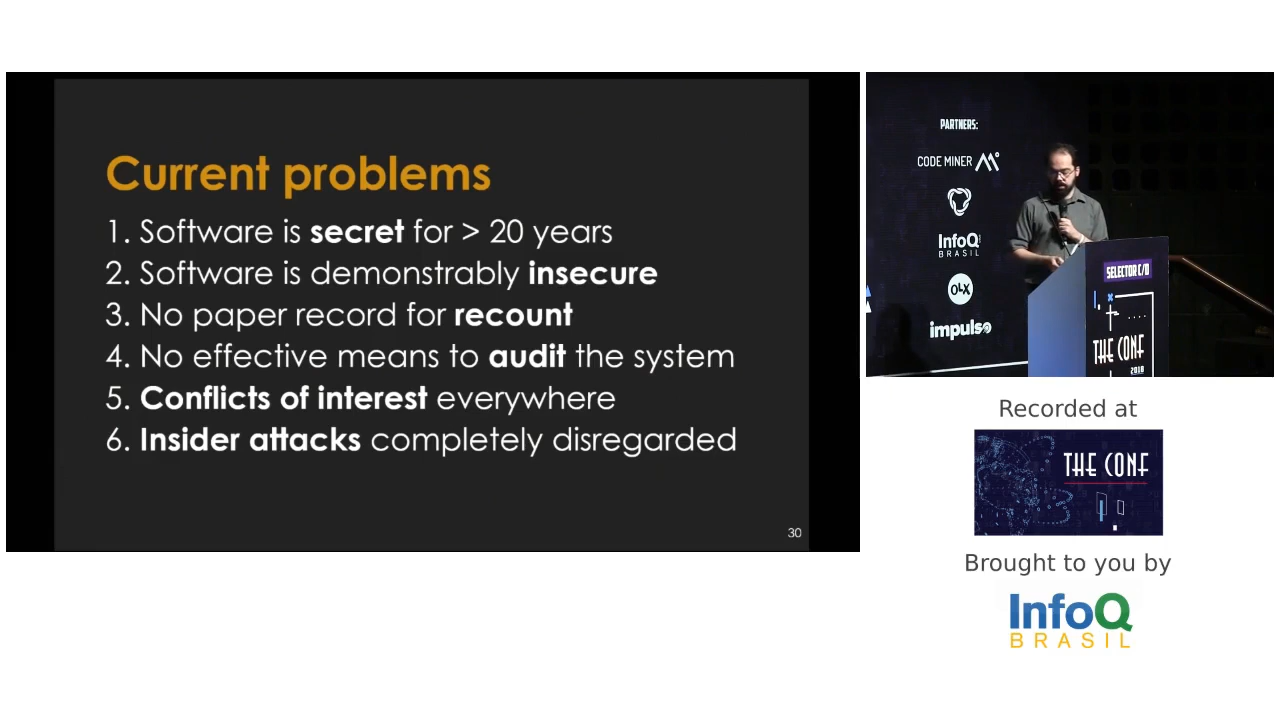 Current problems
1. Software is secret for > 20 years
2. Software is demonstrably insecure
3. No paper record for recount
4. No effective means to audit the system
5. Conflicts of interest everywhere
6. Insider attacks completely disregarded
30
PARTNERS:
CODE MINER
InfoQ
BRASIL
OLX
impulso
SELECTOR C/0
THE CONF
2018
Recorded at
THE CONF
Brought to you by
InfoQ
BRASIL